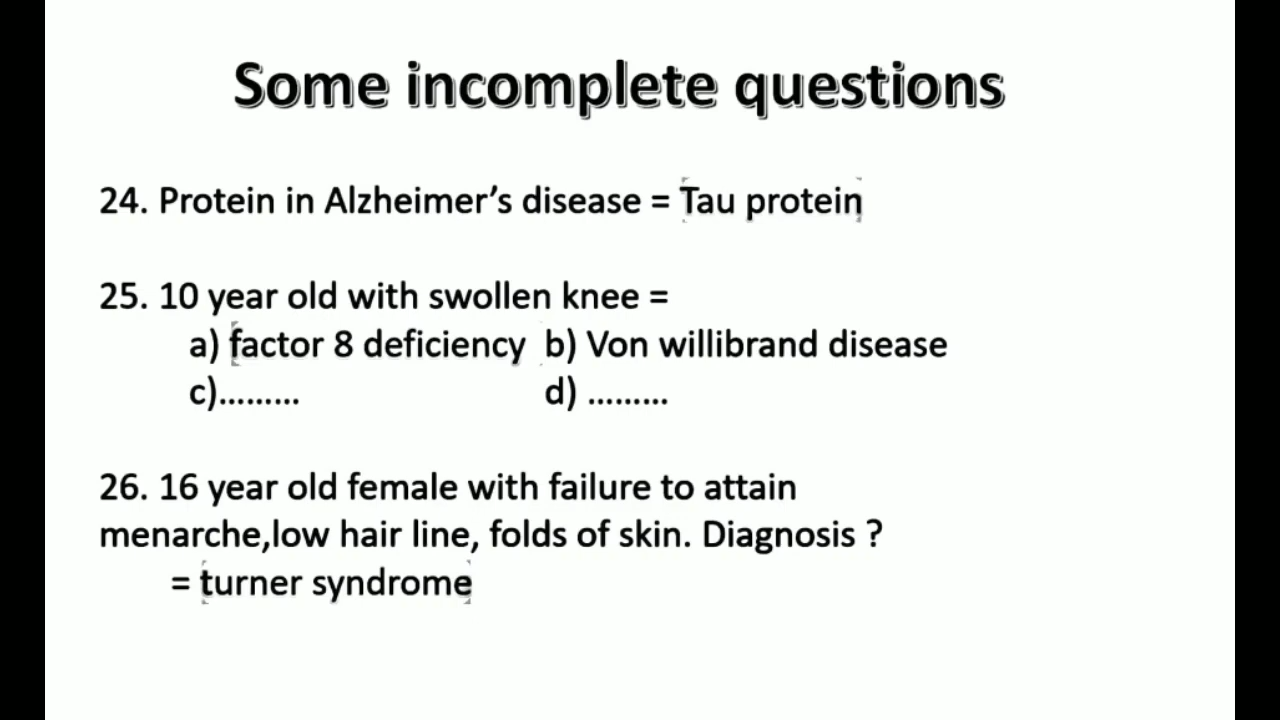 Some incomplete questions
24. Protein in Alzheimer’s disease = Tau protein
25. 10 year old with swollen knee =
a) factor 8 deficiency b) Von willibrand disease
c)......... d) .........
26. 16 year old female with failure to attain
menarche,low hair line, folds of skin. Diagnosis ?
= turner syndrome